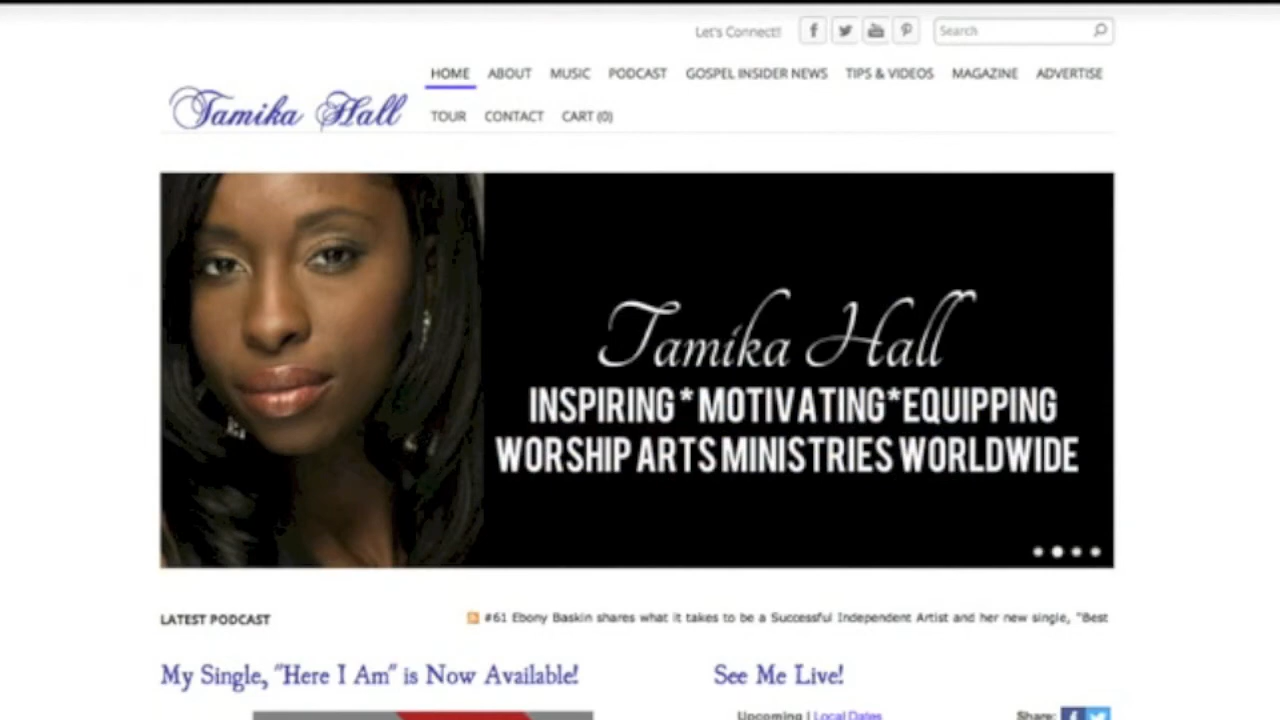 Let's Connect!
Search
HOME ABOUT MUSIC PODCAST GOSPEL INSIDER NEWS TIPS & VIDEOS MAGAZINE ADVERTISE
Tamika Hall
TOUR CONTACT CART (0)
Tamika Hall
INSPIRING*MOTIVATING*EQUIPPING
WORSHIP ARTS MINISTRIES WORLDWIDE
LATEST PODCAST
#61 Ebony Baskin shares what it takes to be a Successful Independent Artist and her new single, "Best
My Single, "Here I Am" is Now Available!
See Me Live!
Upcoming | Local Dates
Share: